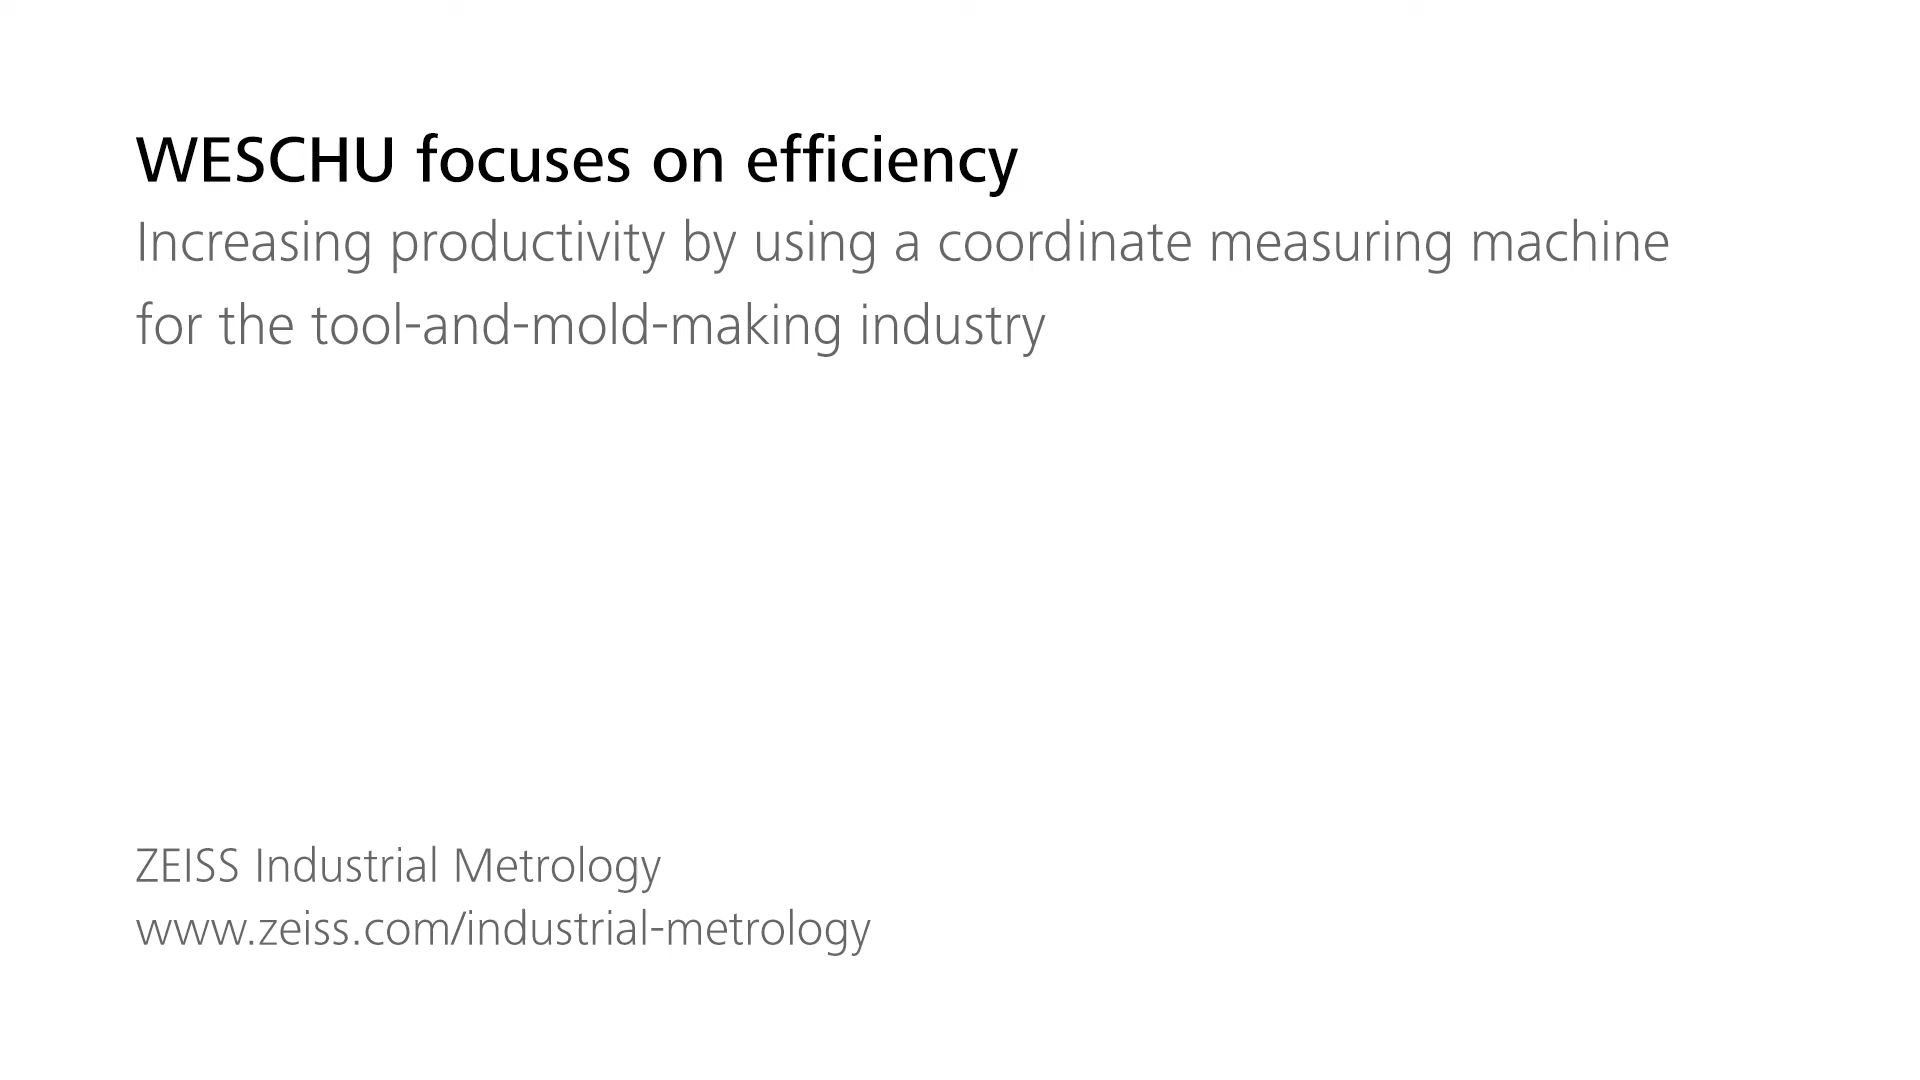 WESCHU focuses on efficiency
Increasing productivity by using a coordinate measuring machine
for the tool-and-mold-making industry
ZEISS Industrial Metrology
www.zeiss.com/industrial-metrology